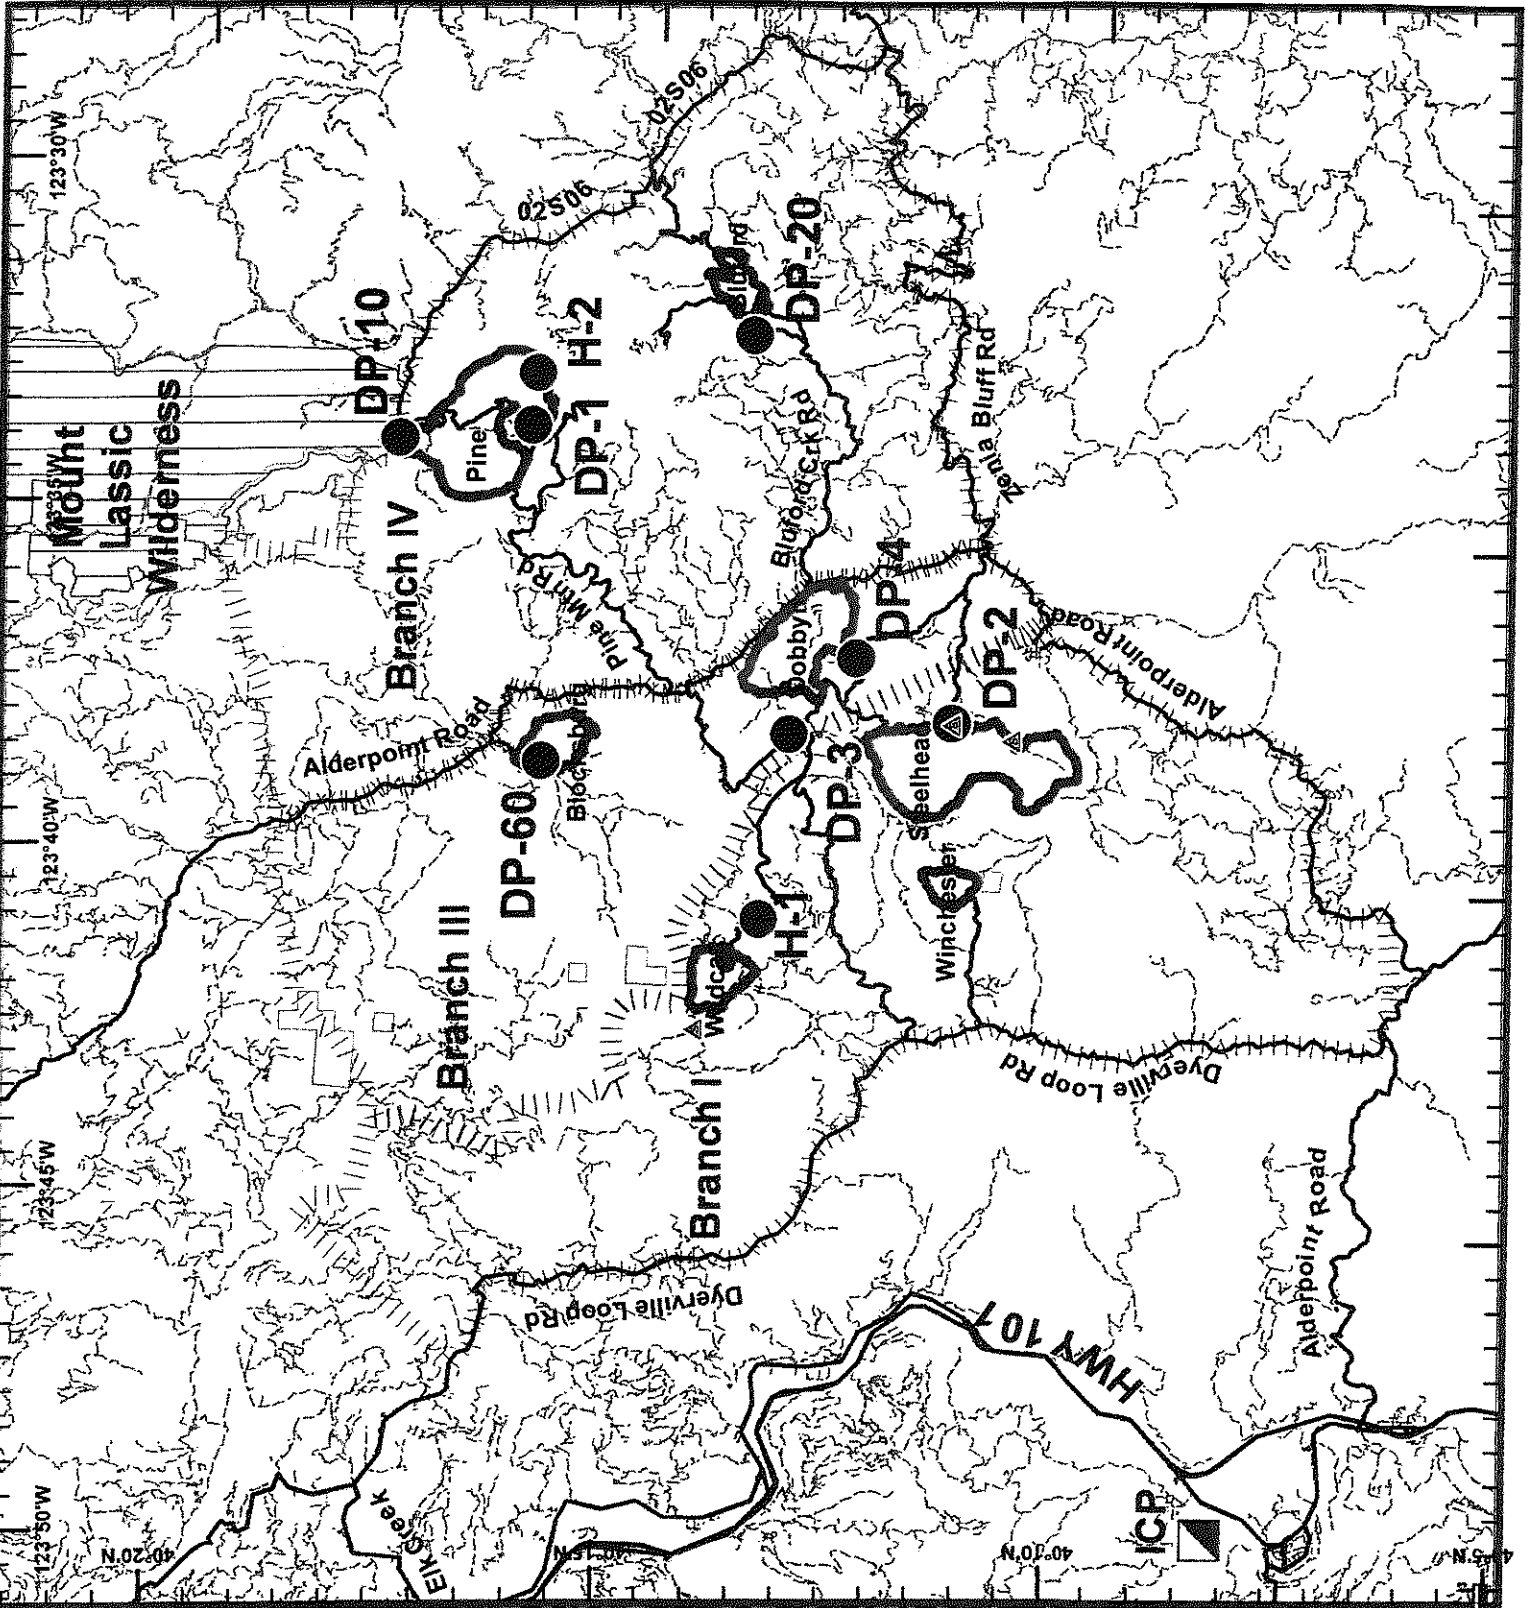 123°30'W
02S06
02S06
DP-10
H-2
DP-1
Pine
DP-20
Mount
Lassic
Wilderness
123°35'W
Branch IV
Pine Mtn Rd
Bluford Crk Rd
Zenia Bluff Rd
Dobbyn
DP-4
DP-2
Alderpoint Road
Alderpoint Road
Blocksburg
DP-60
DP-3
Steelhead
123°40'W
Branch III
H-1
Winchester
Branch I
Dyerville Loop Rd
123°45'W
Dyerville Loop Rd
Alderpoint Road
HWY 101
Elk Creek
ICP
123°50'W
40°20'N
40°15'N
40°10'N